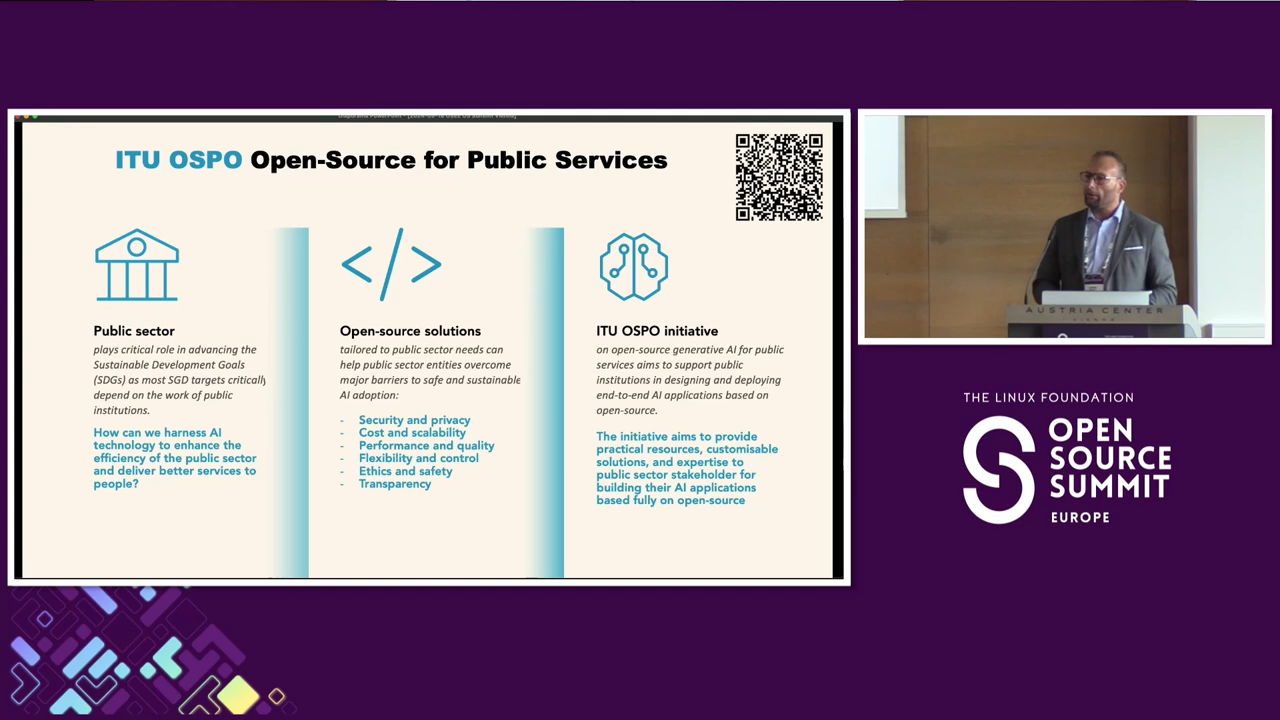 ITU OSPO Open-Source for Public Services
Public sector
plays critical role in advancing the
Sustainable Development Goals
(SDGs) as most SGD targets critically
depend on the work of public
institutions.
How can we harness AI
technology to enhance the
efficiency of the public sector
and deliver better services to
people?
Open-source solutions
tailored to public sector needs can
help public sector entities overcome
major barriers to safe and sustainable
AI adoption:
- Security and privacy
- Cost and scalability
- Performance and quality
- Flexibility and control
- Ethics and safety
- Transparency
ITU OSPO initiative
on open-source generative AI for public
services aims to support public
institutions in designing and deploying
end-to-end AI applications based on
open-source.
The initiative aims to provide
practical resources, customisable
solutions, and expertise to
public sector stakeholder for
building their AI applications
based fully on open-source
AUSTRIA CENTER
VIENNA
THE LINUX FOUNDATION
OPEN
SOURCE
SUMMIT
EUROPE